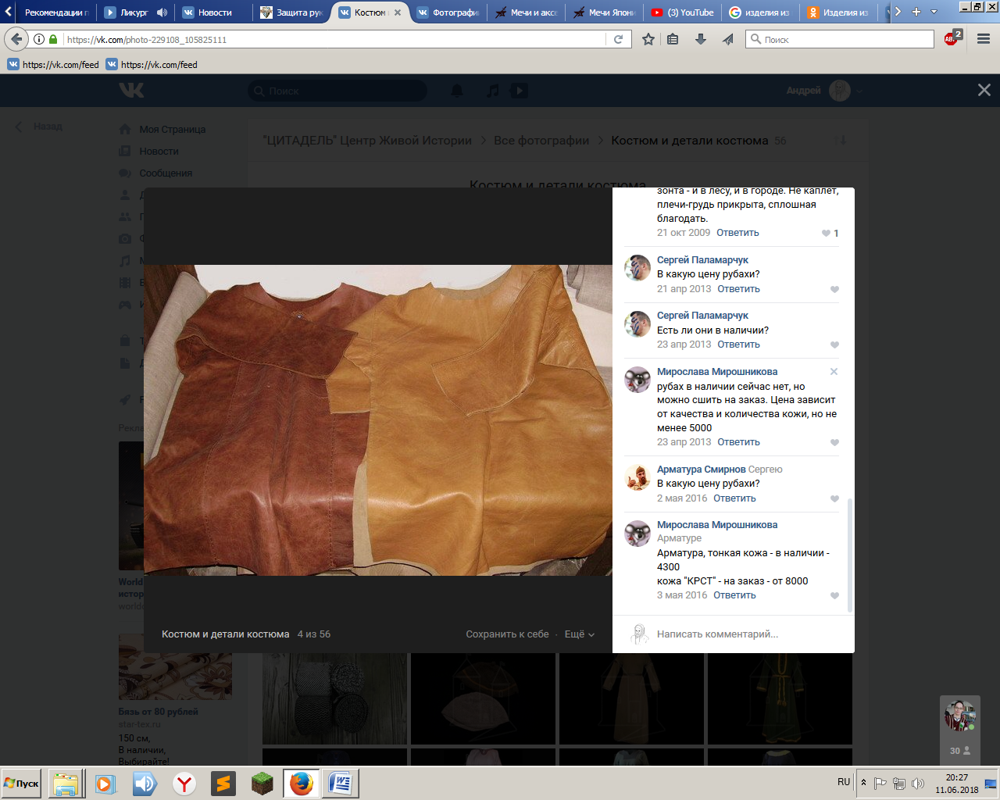 Рекомендации п
Ликург
Новости
Защита рук
Костюм и
Фотографи
Мечи и аксе
Мечи Япони
(3) YouTube
изделия из
Изделия из
https://vk.com/photo-229108_105825111
Поиск
ABP
2
https://vk.com/feed
https://vk.com/feed
Поиск
Андрей
Назад
Моя Страница
Новости
Сообщения
"ЦИТАДЕЛЬ" Центр Живой Истории
Все фотографии
Костюм и детали костюма 56
Костюм и детали костюма
зонта - и в лесу, и в городе. Не каплет,
плечи-грудь прикрыта, сплошная
благодать.
21 окт 2009 Ответить
1
Сергей Паламарчук
В какую цену рубахи?
21 апр 2013 Ответить
Сергей Паламарчук
Есть ли они в наличии?
23 апр 2013 Ответить
Мирослава Мирошникова
рубах в наличии сейчас нет, но
можно сшить на заказ. Цена зависит
от качества и количества кожи, но не
менее 5000
23 апр 2013 Ответить
Арматура Смирнов Сергею
В какую цену рубахи?
2 мая 2016 Ответить
Мирослава Мирошникова
Арматуре
Арматура, тонкая кожа - в наличии -
4300
кожа "КРСТ" - на заказ - от 8000
3 мая 2016 Ответить
Написать комментарий...
Костюм и детали костюма 4 из 56
Сохранить к себе · Ещё
Рекла
World
истор
worldo
Бязь от 80 рублей
star-tex.ru
150 см,
В наличии,
Выбирайте!
30
Пуск
RU
20:27
11.06.2018